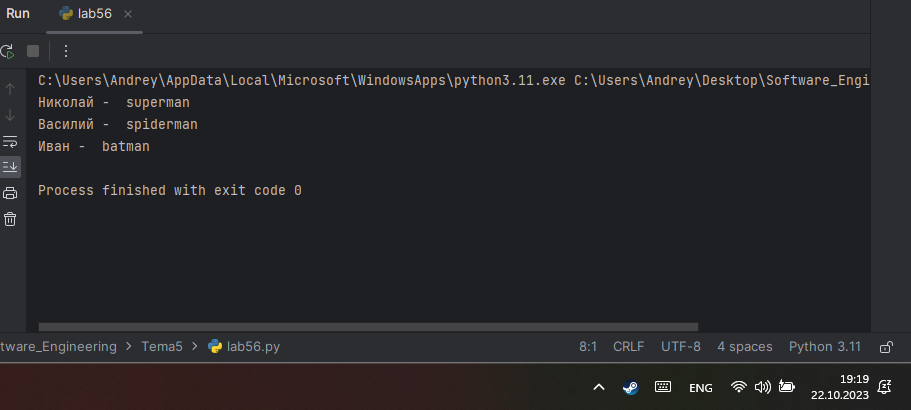 Run lab56
C:\Users\Andrey\AppData\Local\Microsoft\WindowsApps\python3.11.exe C:\Users\Andrey\Desktop\Software_Engi
Николай -  superman
Василий -  spiderman
Иван -  batman
Process finished with exit code 0
tware_Engineering > Tema5 > lab56.py 8:1 CRLF UTF-8 4 spaces Python 3.11
ENG 19:19
22.10.2023